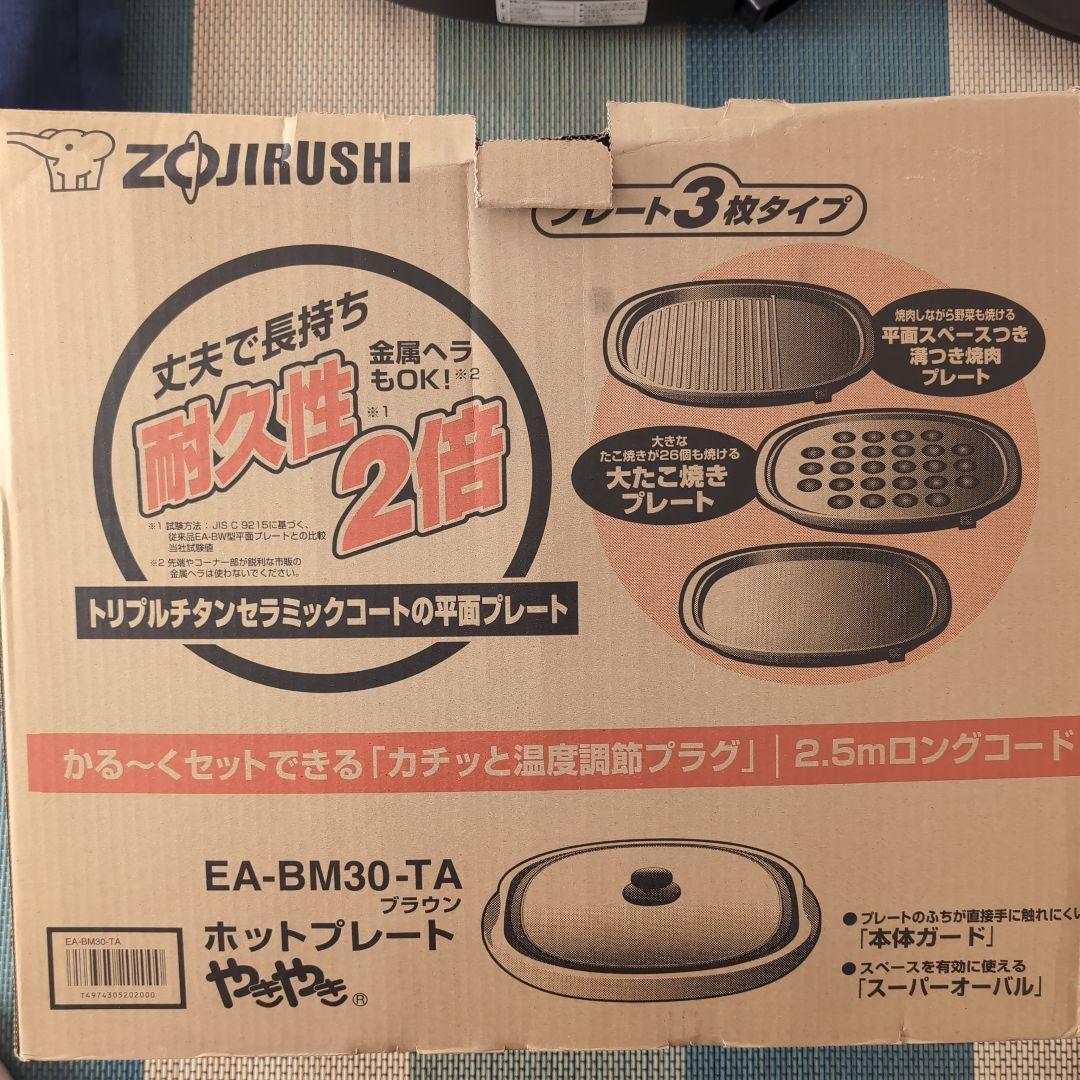 ZOJIRUSHI
プレート3枚タイプ
丈夫で長持ち
金属ヘラ
もOK!※2
耐久性
※1
2倍
※1 試験方法：JIS C 9215に基づく、
従来品EA-BW型平面プレートとの比較
当社試験値
※2 先端やコーナー部が鋭利な市販の
金属ヘラは使わないでください。
トリプルチタンセラミックコートの平面プレート
焼肉しながら野菜も焼ける
平面スペースつき
溝つき焼肉
プレート
大きな
たこ焼きが26個も焼ける
大たこ焼き
プレート
かる～くセットできる「カチッと温度調節プラグ」｜2.5mロングコード
EA-BM30-TA
ブラウン
ホットプレート
やきやき®
EA-BM30-TA
T4974305202000
●プレートのふちが直接手に触れにくい
「本体ガード」
●スペースを有効に使える
「スーパーオーバル」